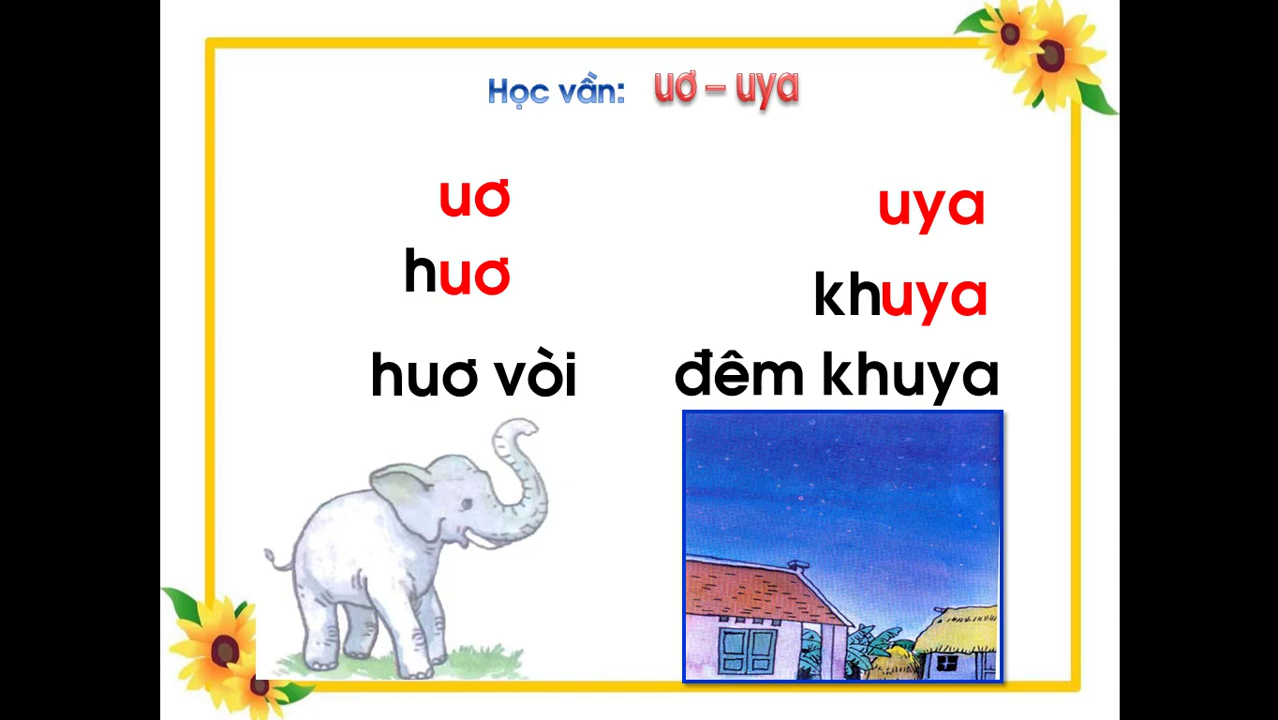 Học vần: uơ – uya
uơ
huơ
huơ vòi
uya
khuya
đêm khuya